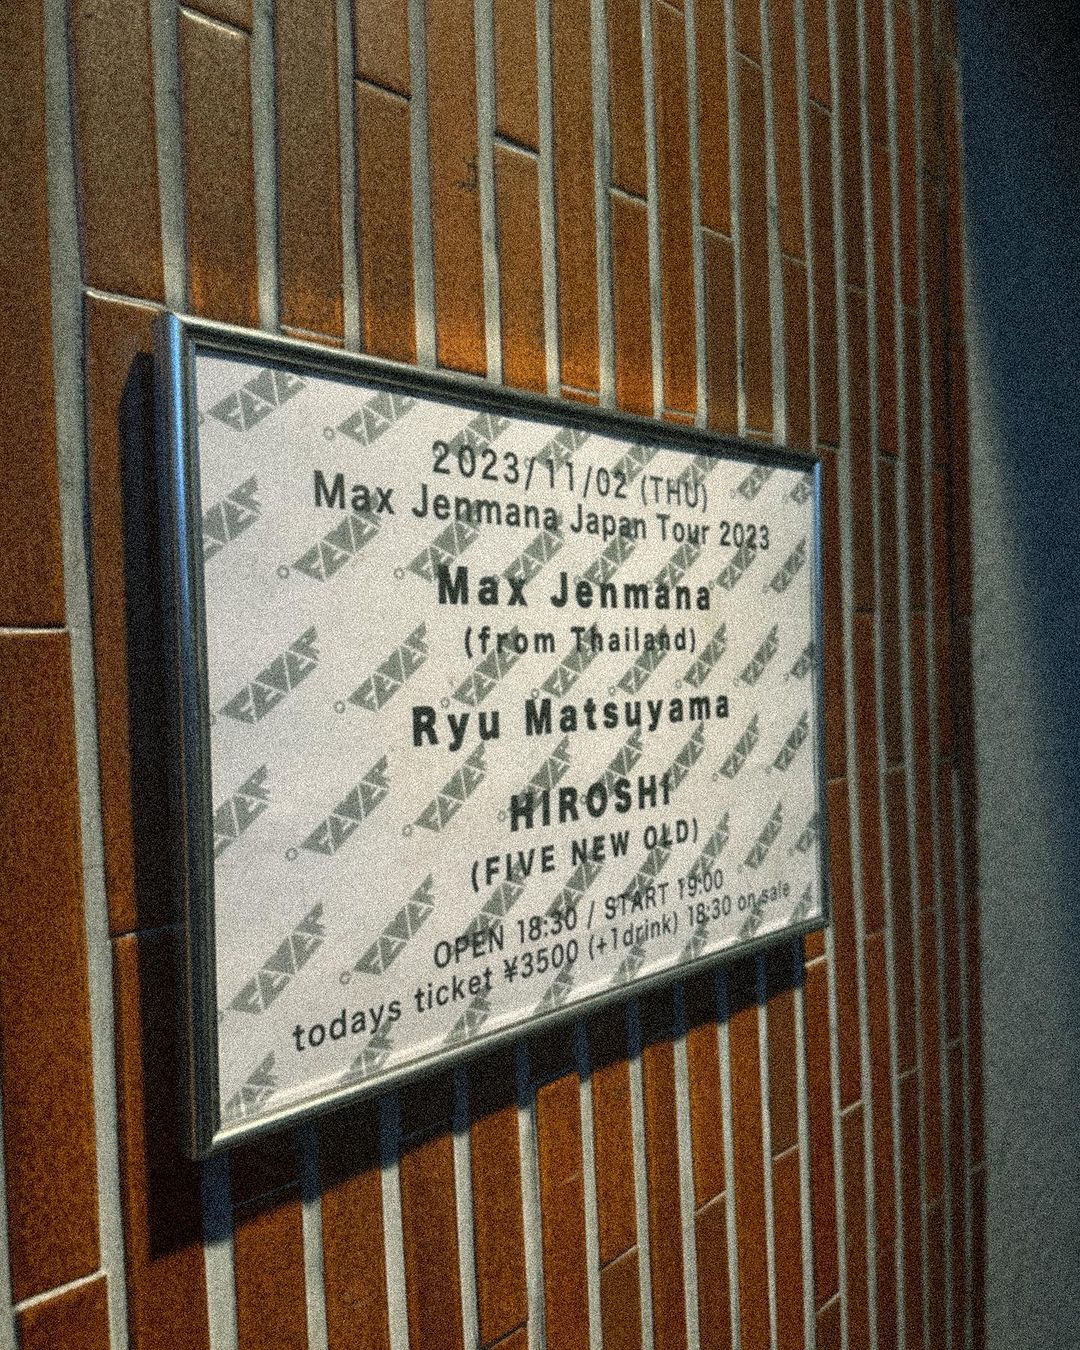 2023/11/02 (THU)
Max Jenmana Japan Tour 2023
Max Jenmana
(from Thailand)
Ryu Matsuyama
HIROSHI
(FIVE NEW OLD)
OPEN 18:30 / START 19:00
todays ticket ¥3500 (+1drink) 18:30 on sale